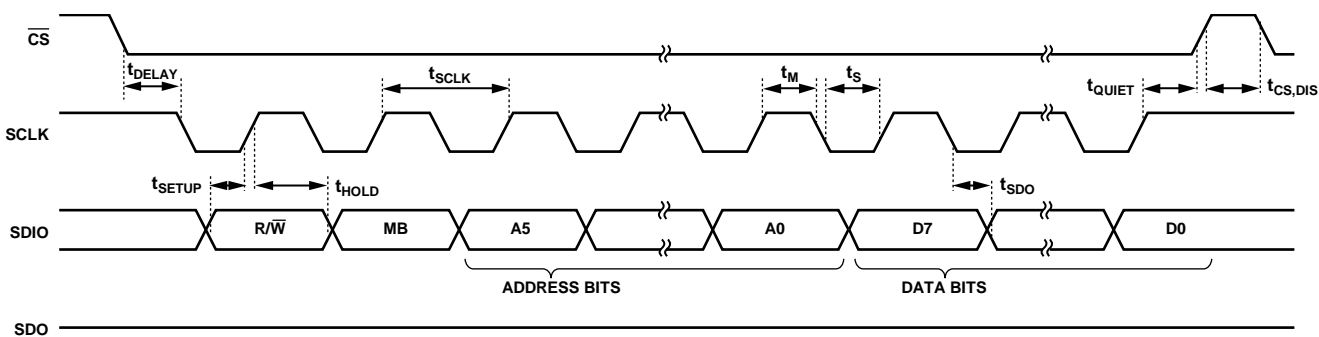 C̅S̅
tDELAY
tSCLK
tM
tS
tQUIET
tCS,DIS
SCLK
tSETUP
tHOLD
tSDO
SDIO
R/W̅
MB
A5
A0
D7
D0
ADDRESS BITS
DATA BITS
SDO